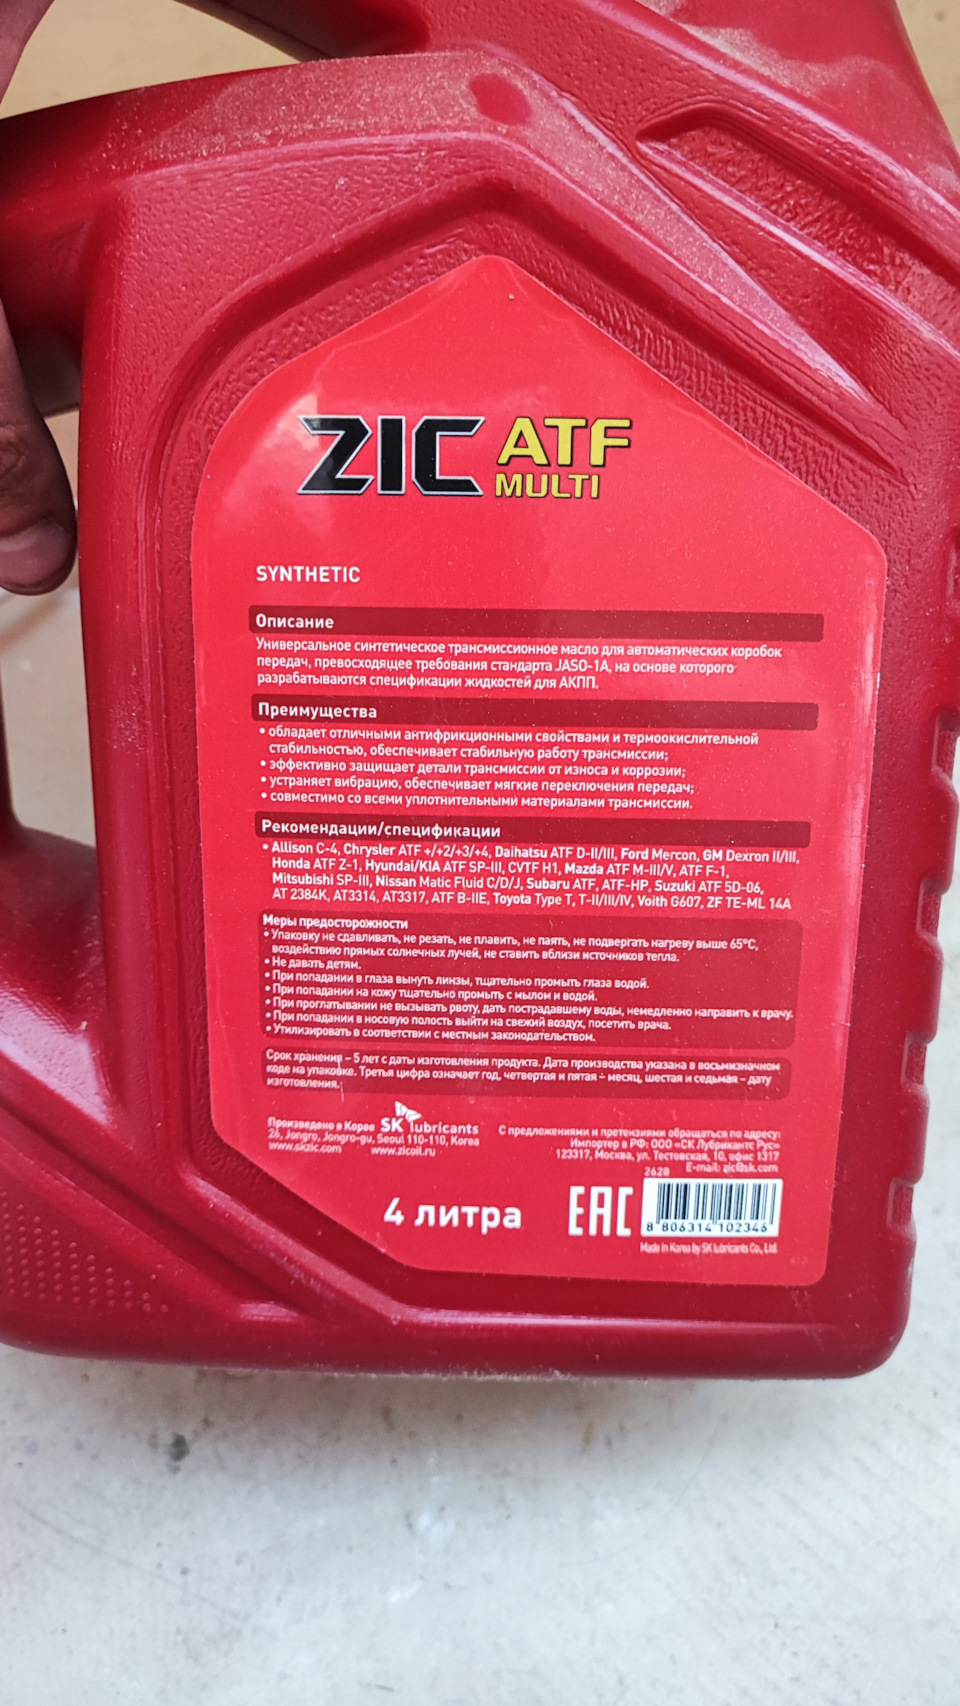 ZIC ATF
MULTI
SYNTHETIC
Описание
Универсальное синтетическое трансмиссионное масло для автоматических коробок
передач, превосходящее требования стандарта JASO-1A, на основе которого
разрабатываются спецификации жидкостей для АКПП.
Преимущества
• обладает отличными антифрикционными свойствами и термоокислительной
стабильностью, обеспечивает стабильную работу трансмиссии;
• эффективно защищает детали трансмиссии от износа и коррозии;
• устраняет вибрацию, обеспечивает мягкие переключения передач;
• совместимо со всеми уплотнительными материалами трансмиссии.
Рекомендации/спецификации
• Allison C-4, Chrysler ATF +/+2/+3/+4, Daihatsu ATF D-II/III, Ford Mercon, GM Dexron II/III,
Honda ATF Z-1, Hyundai/KIA ATF SP-III, CVTF H1, Mazda ATF M-III/V, ATF F-1,
Mitsubishi SP-III, Nissan Matic Fluid C/D/J, Subaru ATF, ATF-HP, Suzuki ATF 5D-06,
AT 2384K, AT3314, AT3317, ATF B-IIE, Toyota Type T, T-II/III/IV, Voith G607, ZF TE-ML 14A
Меры предосторожности
• Упаковку не сдавливать, не резать, не плавить, не паять, не подвергать нагреву выше 65°C,
воздействию прямых солнечных лучей, не ставить вблизи источников тепла.
• Не давать детям.
• При попадании в глаза вынуть линзы, тщательно промыть глаза водой.
• При попадании на кожу тщательно промыть с мылом и водой.
• При проглатывании не вызывать рвоту, дать пострадавшему воды, немедленно направить к врачу.
• При попадании в носовую полость выйти на свежий воздух, посетить врача.
• Утилизировать в соответствии с местным законодательством.
Срок хранения – 5 лет с даты изготовления продукта. Дата производства указана в восьмизначном
коде на упаковке. Третья цифра означает год, четвертая и пятая – месяц, шестая и седьмая – дату
изготовления.
Произведено в Корее SK lubricants
26, Jongro, Jongro-gu, Seoul 110-110, Korea
www.skzic.com www.zicoil.ru
С предложениями и претензиями обращаться по адресу:
Импортер в РФ: ООО «СК Лубрикантс Рус»
123317, Москва, ул. Тестовская, 10, офис 1317
2628 E-mail: zic@sk.com
4 литра
EAC
8 806314 102346
Made in Korea by SK lubricants Co., Ltd.